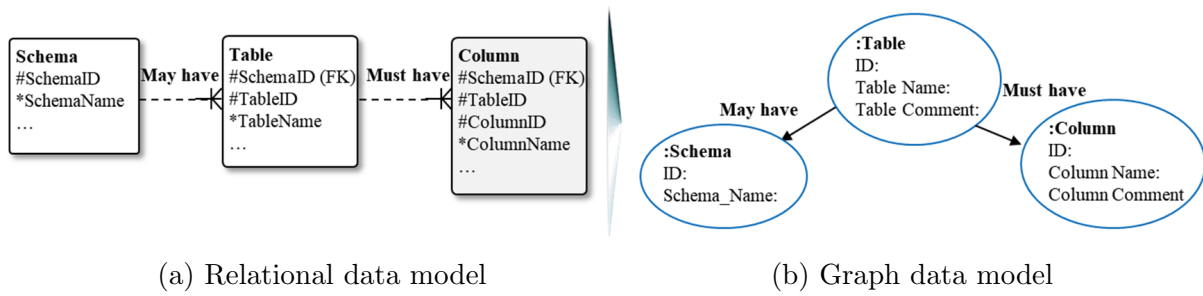 Schema
#SchemaID
*SchemaName
…
May have
Table
#SchemaID (FK)
#TableID
*TableName
…
Must have
Column
#SchemaID (FK)
#TableID
#ColumnID
*ColumnName
…
:Table
ID:
Table Name:
Table Comment:
May have
Must have
:Schema
ID:
Schema_Name:
:Column
ID:
Column Name:
Column Comment
(a) Relational data model
(b) Graph data model